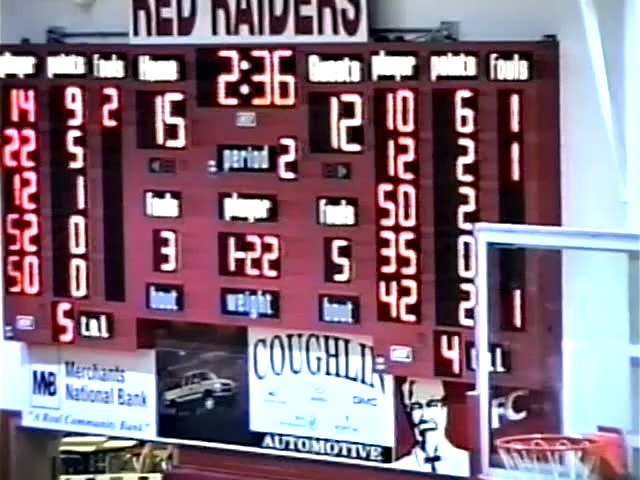 RED RAIDERS
player points fouls Home 2:36 Guests player points fouls
14 9 2 15 12 10 6 1
22 5 period 2 12 2 1
12 1 fouls player fouls 50 2
52 0 3 1-22 5 35 0
50 0 bout weight bout 42 2 1
5 T.O.L 4
Merchants
National Bank
MNB
"A Real Community Bank"
COUGHLIN
GMC
AUTOMOTIVE
FC